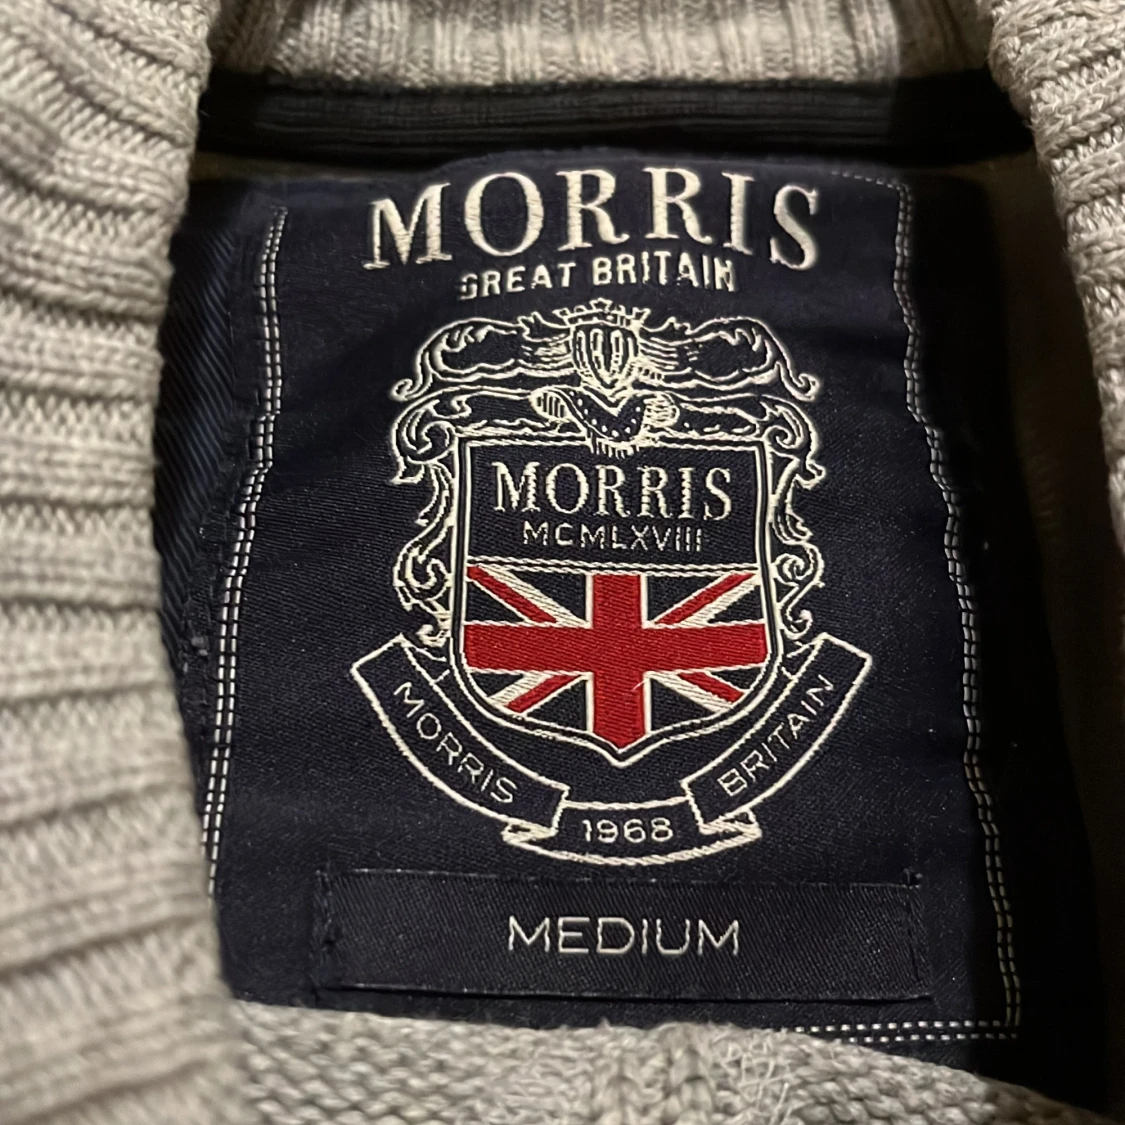 MORRIS
GREAT BRITAIN
MORRIS
MCMLXVIII
MORRIS
1968
BRITAIN
MEDIUM